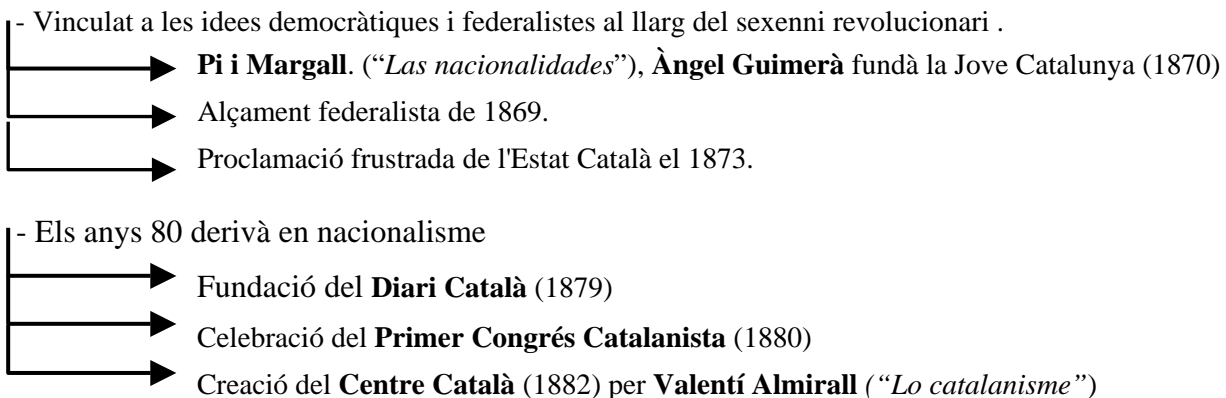 - Vinculat a les idees democràtiques i federalistes al llarg del sexenni revolucionari .
Pi i Margall. (“Las nacionalidades”), Àngel Guimerà fundà la Jove Catalunya (1870)
Alçament federalista de 1869.
Proclamació frustrada de l'Estat Català el 1873.
- Els anys 80 derivà en nacionalisme
Fundació del Diari Català (1879)
Celebració del Primer Congrés Catalanista (1880)
Creació del Centre Català (1882) per Valentí Almirall (“Lo catalanisme”)